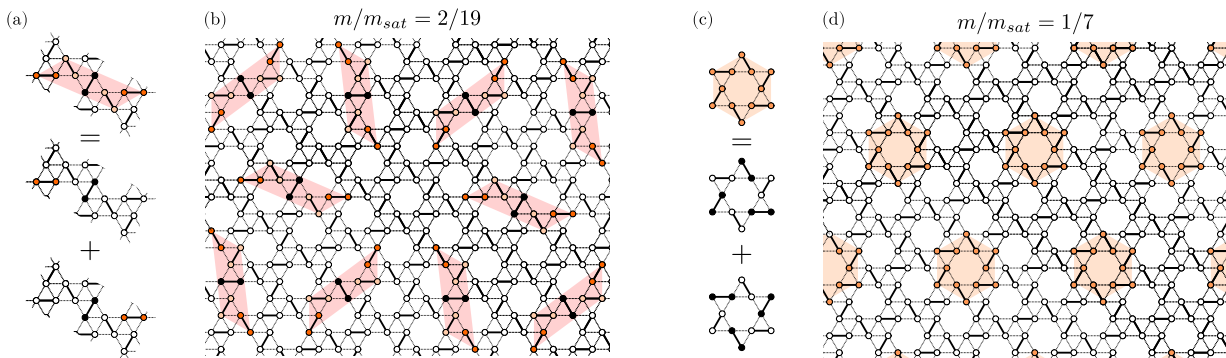 (a)
(b)
m/m_{sat} = 2/19
(c)
(d)
m/m_{sat} = 1/7
=
+
=
+